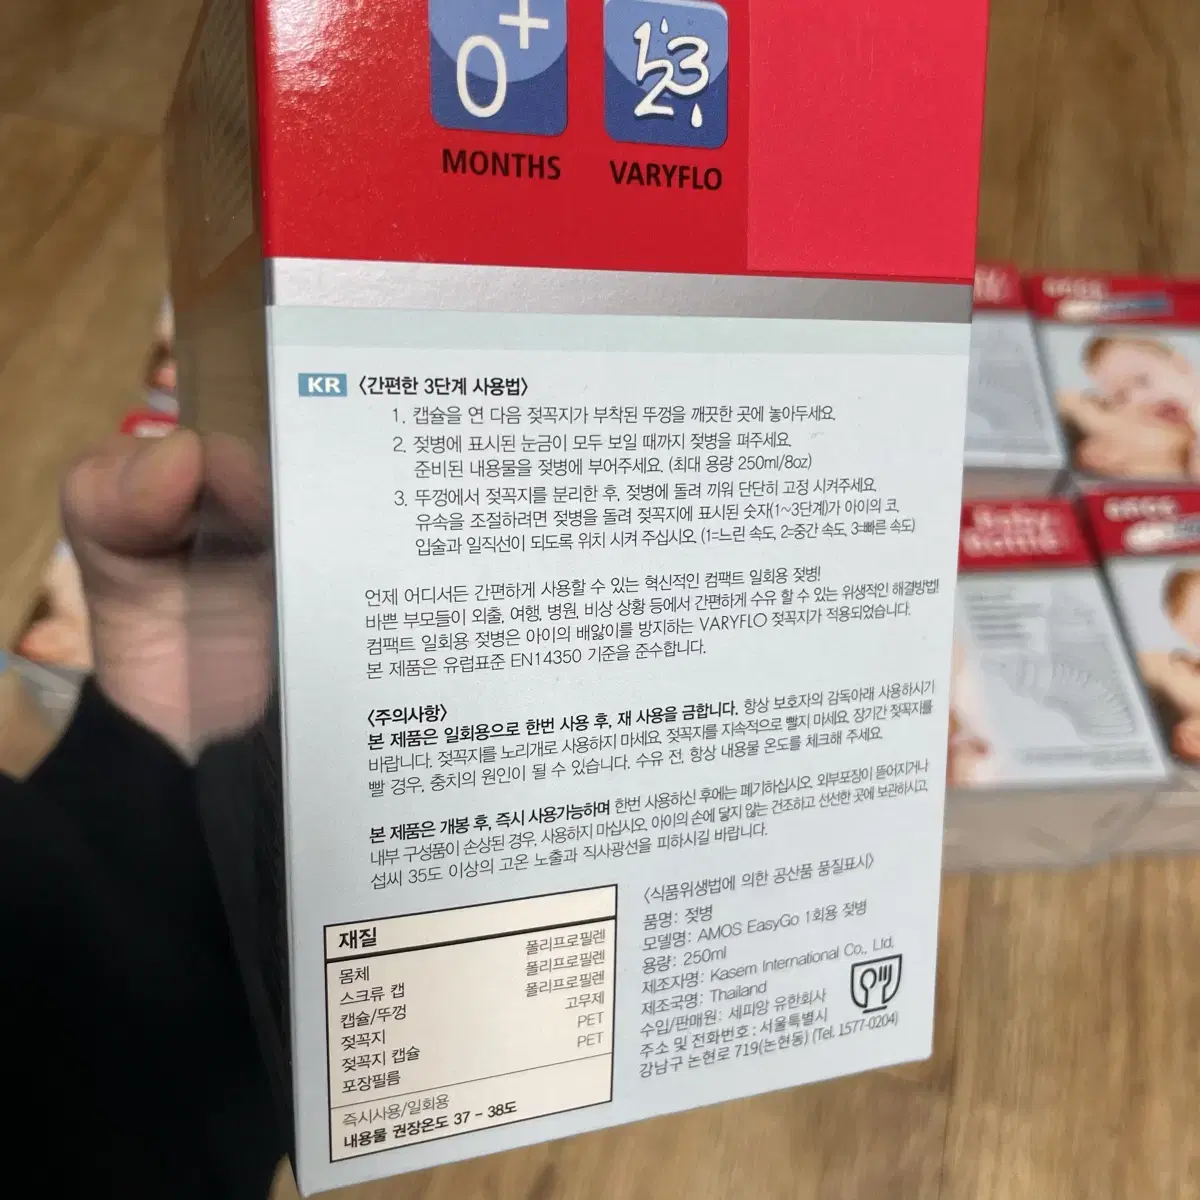 0+
MONTHS
123
VARYFLO
KR <간편한 3단계 사용법>
1. 캡슐을 연 다음 젖꼭지가 부착된 뚜껑을 깨끗한 곳에 놓아두세요.
2. 젖병에 표시된 눈금이 모두 보일 때까지 젖병을 펴주세요.
준비된 내용물을 젖병에 부어주세요. (최대 용량 250ml/8oz)
3. 뚜껑에서 젖꼭지를 분리한 후, 젖병에 돌려 끼워 단단히 고정 시켜주세요.
유속을 조절하려면 젖병을 돌려 젖꼭지에 표시된 숫자(1~3단계)가 아이의 코,
입술과 일직선이 되도록 위치 시켜 주십시오. (1=느린 속도, 2=중간 속도, 3=빠른 속도)
언제 어디서든 간편하게 사용할 수 있는 혁신적인 컴팩트 일회용 젖병!
바쁜 부모들이 외출, 여행, 병원, 비상 상황 등에서 간편하게 수유 할 수 있는 위생적인 해결방법!
컴팩트 일회용 젖병은 아이의 배앓이를 방지하는 VARYFLO 젖꼭지가 적용되었습니다.
본 제품은 유럽표준 EN14350 기준을 준수합니다.
<주의사항>
본 제품은 일회용으로 한번 사용 후, 재 사용을 금합니다. 항상 보호자의 감독아래 사용하시기
바랍니다. 젖꼭지를 노리개로 사용하지 마세요. 젖꼭지를 지속적으로 빨지 마세요. 장기간 젖꼭지를
빨 경우, 충치의 원인이 될 수 있습니다. 수유 전, 항상 내용물 온도를 체크해 주세요.
본 제품은 개봉 후, 즉시 사용가능하며 한번 사용하신 후에는 폐기하십시오. 외부포장이 뜯어지거나
내부 구성품이 손상된 경우, 사용하지 마십시오. 아이의 손에 닿지 않는 건조하고 선선한 곳에 보관하시고,
섭씨 35도 이상의 고온 노출과 직사광선을 피하시길 바랍니다.
재질
몸체 폴리프로필렌
스크류 캡 폴리프로필렌
캡슐/뚜껑 폴리프로필렌
젖꼭지 고무제
젖꼭지 캡슐 PET
포장필름 PET
즉시사용/일회용
내용물 권장온도 37 - 38도
<식품위생법에 의한 공산품 품질표시>
품명: 젖병
모델명: AMOS EasyGo 1회용 젖병
용량: 250ml
제조자명: Kasem International Co., Ltd.
제조국명: Thailand
수입/판매원: 세피앙 유한회사
주소 및 전화번호: 서울특별시
강남구 논현로 719(논현동) (Tel. 1577-0204)
Baby
Bottle